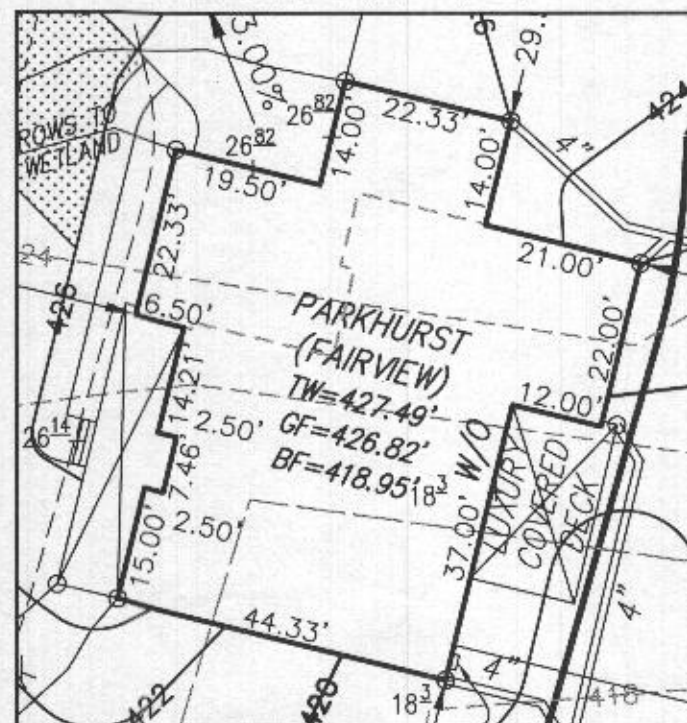 3.00%
26 82
26 82
29.
424
22.33'
14.00'
14.00'
4"
ROWS TO
WETLAND
19.50'
22.33'
21.00'
24
426
6.50'
PARKHURST
(FAIRVIEW)
TW=427.49'
GF=426.82'
BF=418.95'
22.00'
12.00'
14.21'
2.50'
26 14
7.46'
2.50'
15.00'
18 3
W/O
37.00'
LUXURY
COVERED
DECK
44.33'
4"
4"
422
420
18 3
418